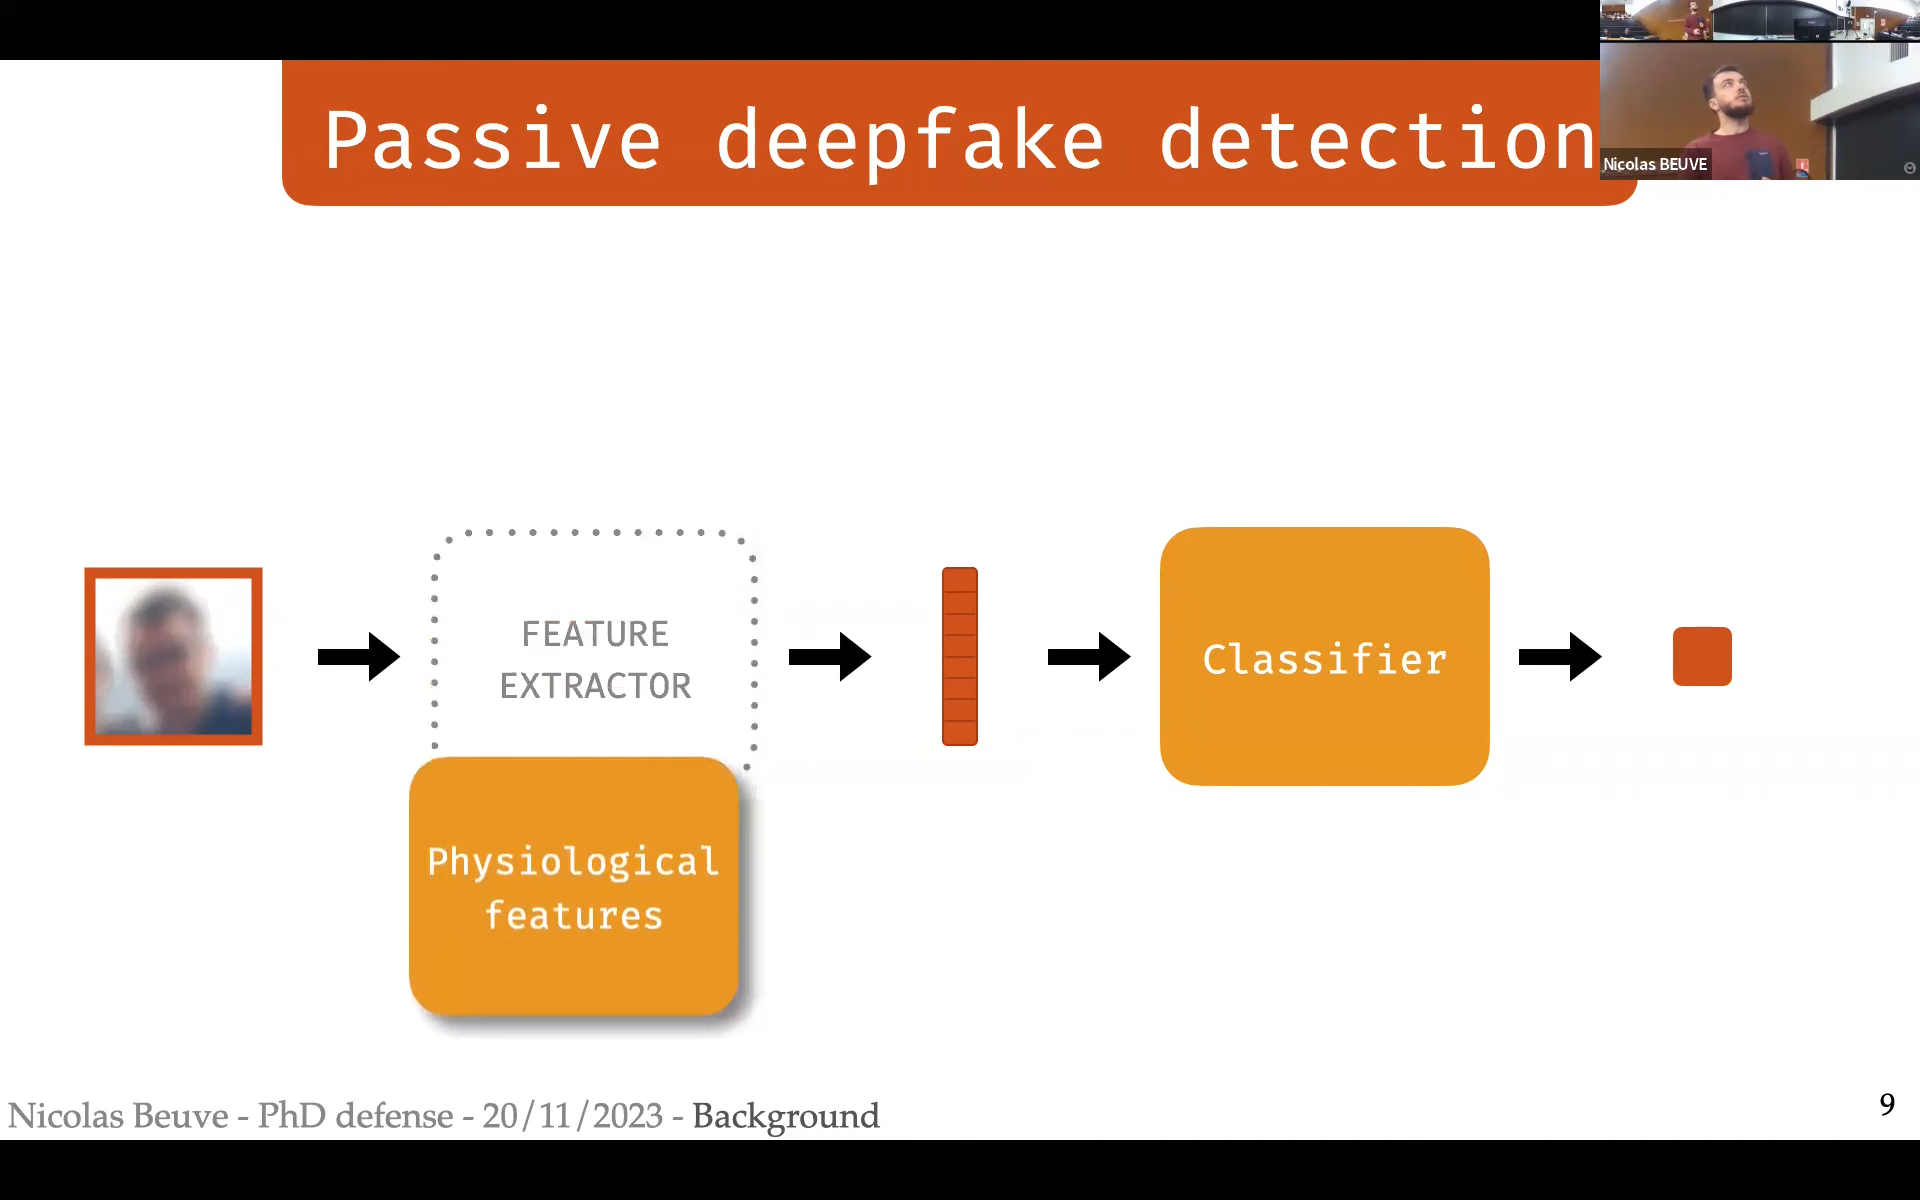 Passive deepfake detection
Nicolas BEUVE
FEATURE
EXTRACTOR
Classifier
Physiological
features
Nicolas Beuve - PhD defense - 20/11/2023 - Background
9